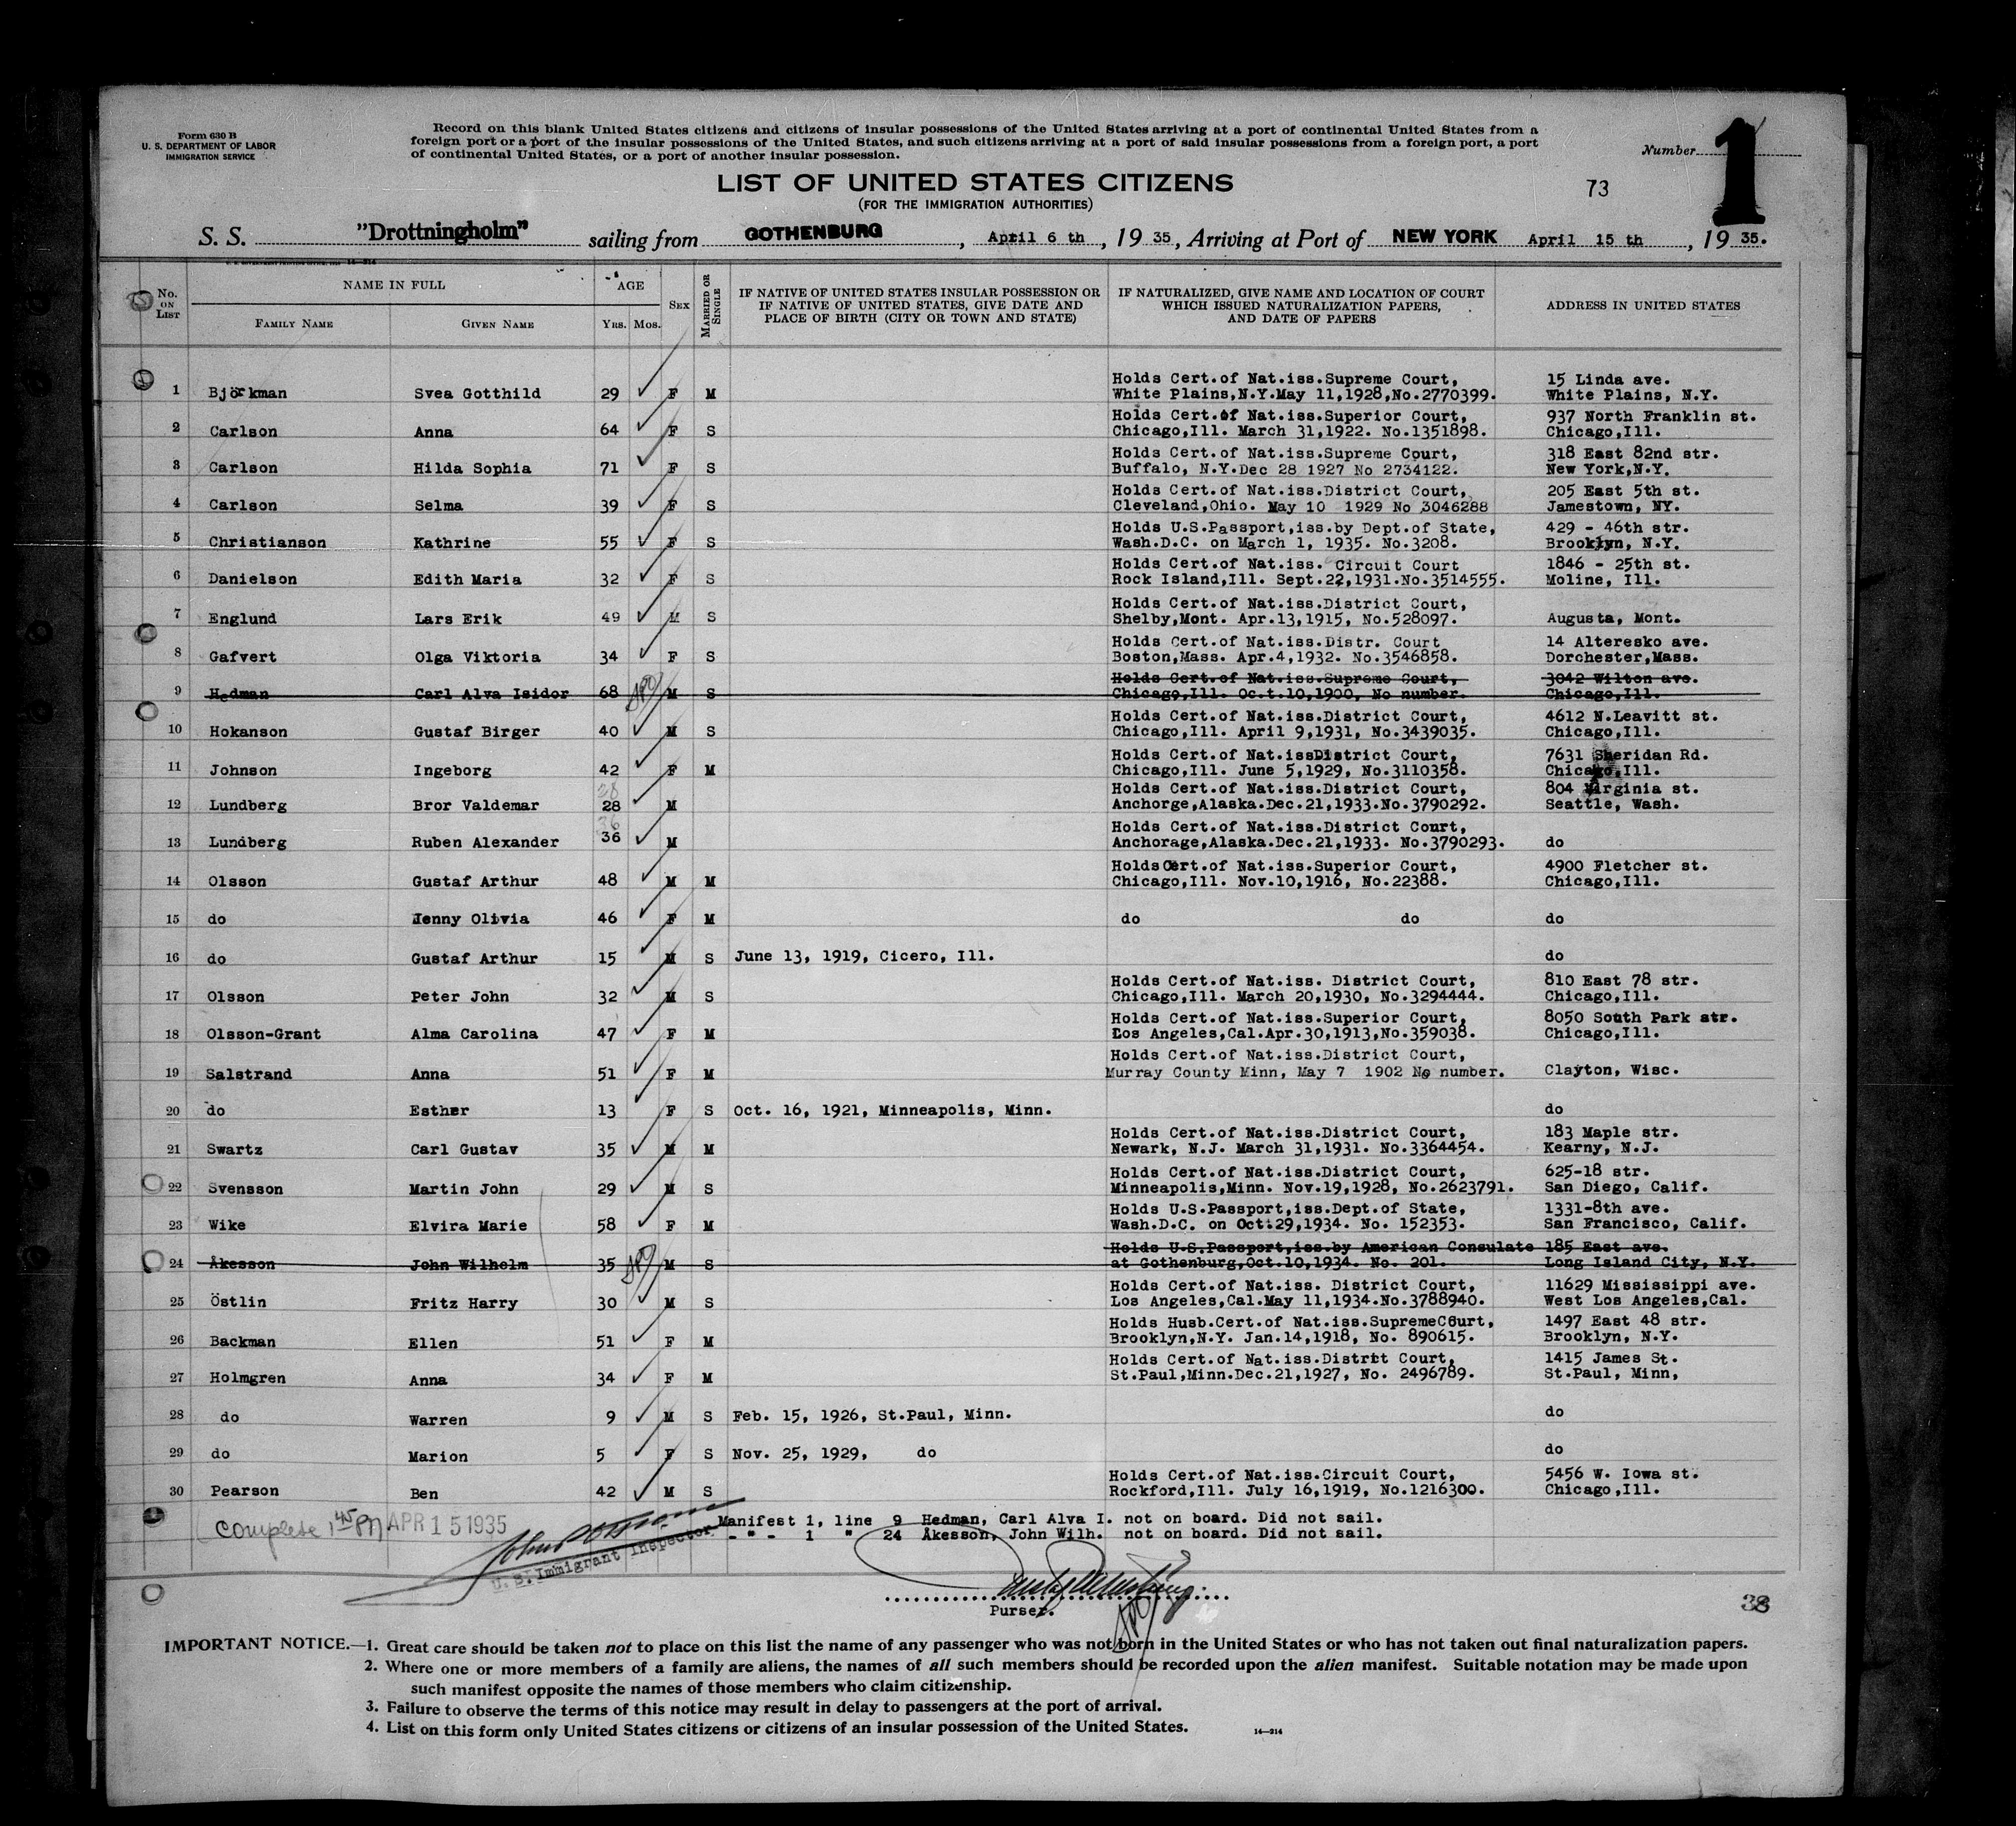 Form 630 B
U. S. DEPARTMENT OF LABOR
IMMIGRATION SERVICE
Record on this blank United States citizens and citizens of insular possessions of the United States arriving at a port of continental United States from a
foreign port or a port of the insular possessions of the United States, and such citizens arriving at a port of said insular possessions from a foreign port, a port
of continental United States, or a port of another insular possession.
Number 1
LIST OF UNITED STATES CITIZENS
(FOR THE IMMIGRATION AUTHORITIES)
73
S. S. "Drottningholm" sailing from GOTHENBURG, April 6 th, 19 35, Arriving at Port of NEW YORK April 15 th, 19 35.
No. ON LIST
NAME IN FULL
FAMILY NAME GIVEN NAME
AGE
YRS. MOS.
SEX
MARRIED OR SINGLE
IF NATIVE OF UNITED STATES INSULAR POSSESSION OR
IF NATIVE OF UNITED STATES, GIVE DATE AND
PLACE OF BIRTH (CITY OR TOWN AND STATE)
IF NATURALIZED, GIVE NAME AND LOCATION OF COURT
WHICH ISSUED NATURALIZATION PAPERS,
AND DATE OF PAPERS
ADDRESS IN UNITED STATES
Holds Cert.of Nat.iss.Supreme Court, 15 Linda ave.
1 Björkman Svea Gotthild 29 F M White Plains,N.Y.May 11,1928,No.2770399. White Plains, N.Y.
Holds Cert.of Nat.iss.Superior Court, 937 North Franklin st.
2 Carlson Anna 64 F S Chicago,Ill. March 31,1922. No.1351898. Chicago,Ill.
Holds Cert.of Nat.iss.Supreme Court, 318 East 82nd str.
3 Carlson Hilda Sophia 71 F S Buffalo, N.Y.Dec 28 1927 No 2734122. New York,N.Y.
Holds Cert.of Nat.iss.District Court, 205 East 5th st.
4 Carlson Selma 39 F S Cleveland,Ohio. May 10 1929 No 3046288 Jamestown, NY.
Holds U.S.Passport,iss.by Dept.of State, 429 - 46th str.
5 Christianson Kathrine 55 F S Wash.D.C. on March 1, 1935. No.3208. Brooklyn, N.Y.
Holds Cert.of Nat.iss. Circuit Court 1846 - 25th st.
6 Danielson Edith Maria 32 F S Rock Island,Ill. Sept.22,1931.No.3514555. Moline, Ill.
Holds Cert.of Nat.iss.District Court,
7 Englund Lars Erik 49 M S Shelby,Mont. Apr.13,1915, No.528097. Augusta, Mont.
Holds Cert.of Nat.iss.Distr. Court 14 Alteresko ave.
8 Gafvert Olga Viktoria 34 F S Boston,Mass. Apr.4,1932. No.3546858. Dorchester,Mass.
Holds Cert.of Nat.iss.Supreme Court, 3042 Wilton ave.
9 Hedman Carl Alva Isidor 68 M S Chicago,Ill. Oct.10,1900, No number. Chicago,Ill.
Holds Cert.of Nat.iss.District Court, 4612 N.Leavitt st.
10 Hokanson Gustaf Birger 40 M S Chicago,Ill. April 9,1931, No.3439035. Chicago,Ill.
Holds Cert.of Nat.issDistrict Court, 7631 Sheridan Rd.
11 Johnson Ingeborg 42 F M Chicago,Ill. June 5,1929, No.3110358. Chicago,Ill.
28 Holds Cert.of Nat.iss.District Court, 804 Virginia st.
12 Lundberg Bror Valdemar 28 M Anchorge,Alaska.Dec.21,1933.No.3790292. Seattle, Wash.
36 Holds Cert.of Nat.iss.District Court,
13 Lundberg Ruben Alexander 36 M Anchorage,Alaska.Dec.21,1933. No.3790293. do
Holds Cert.of Nat.iss.Superior Court, 4900 Fletcher st.
14 Olsson Gustaf Arthur 48 M M Chicago,Ill. Nov.10,1916, No.22388. Chicago,Ill.
15 do Jenny Olivia 46 F M do do do
16 do Gustaf Arthur 15 M S June 13, 1919, Cicero, Ill. do
Holds Cert.of Nat.iss. District Court, 810 East 78 str.
17 Olsson Peter John 32 M S Chicago,Ill. March 20,1930, No.3294444. Chicago,Ill.
Holds Cert.of Nat.iss.Superior Court, 8050 South Park str.
18 Olsson-Grant Alma Carolina 47 F M Los Angeles,Cal.Apr.30,1913,No.359038. Chicago,Ill.
Holds Cert.of Nat.iss.District Court,
19 Salstrand Anna 51 F M Murray County Minn, May 7 1902 No number. Clayton, Wisc.
20 do Esther 13 F S Oct. 16, 1921, Minneapolis, Minn. do
Holds Cert.of Nat.iss.District Court, 183 Maple str.
21 Swartz Carl Gustav 35 M M Newark, N.J. March 31,1931. No.3364454. Kearny, N.J.
Holds Cert.of Nat.iss.District Court, 625-18 str.
22 Svensson Martin John 29 M S Minneapolis,Minn. Nov.19,1928, No.2623791. San Diego, Calif.
Holds U.S.Passport,iss.Dept.of State, 1331-8th ave.
23 Wike Elvira Marie 58 F M Wash.D.C. on Oct.29,1934. No. 152353. San Francisco, Calif.
Holds U.S.Passport,iss.by American Consulate 185 East ave.
24 Åkesson John Wilhelm 35 M S at Gothenburg,Oct.10,1934. No. 201. Long Island City, N.Y.
Holds Cert.of Nat.iss. District Court, 11629 Mississippi ave.
25 Östlin Fritz Harry 30 M S Los Angeles,Cal.May 11,1934.No.3788940. West Los Angeles,Cal.
Holds Husb.Cert.of Nat.iss.SupremeCourt, 1497 East 48 str.
26 Backman Ellen 51 F M Brooklyn,N.Y. Jan.14,1918, No. 890615. Brooklyn, N.Y.
Holds Cert.of Nat.iss.District Court, 1415 James St.
27 Holmgren Anna 34 F M St.Paul,Minn.Dec.21,1927, No. 2496789. St.Paul, Minn,
28 do Warren 9 M S Feb. 15, 1926, St.Paul, Minn. do
29 do Marion 5 F S Nov. 25, 1929, do do
Holds Cert.of Nat.iss.Circuit Court, 5456 W. Iowa st.
30 Pearson Ben 42 M S Rockford,Ill. July 16,1919, No.1216300. Chicago,Ill.
Complete 1 45 PM APR 15 1935
Manifest 1, line 9 Hedman, Carl Alva I. not on board. Did not sail.
- " - 1 " 24 Åkesson, John Wilh. not on board. Did not sail.
U. S. Immigrant Inspector
Purser.
38
IMPORTANT NOTICE.—1. Great care should be taken not to place on this list the name of any passenger who was not born in the United States or who has not taken out final naturalization papers.
2. Where one or more members of a family are aliens, the names of all such members should be recorded upon the alien manifest. Suitable notation may be made upon
such manifest opposite the names of those members who claim citizenship.
3. Failure to observe the terms of this notice may result in delay to passengers at the port of arrival.
4. List on this form only United States citizens or citizens of an insular possession of the United States.
14—214